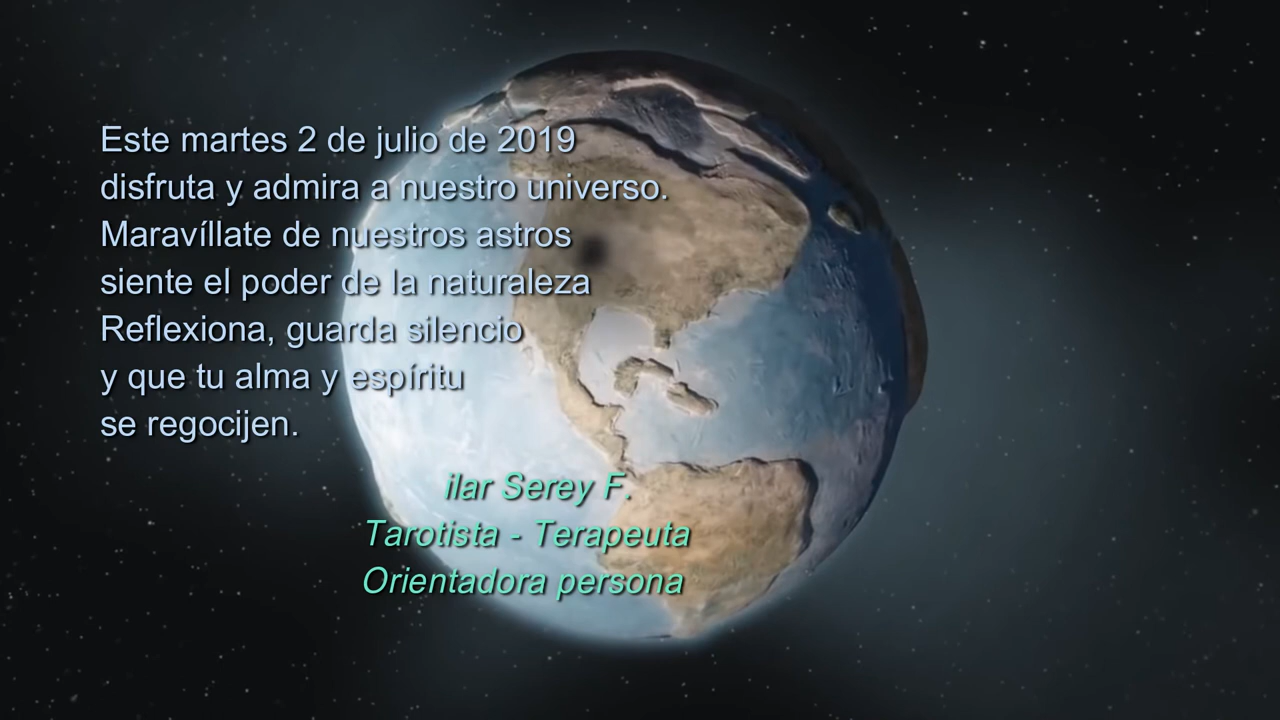 Este martes 2 de julio de 2019
disfruta y admira a nuestro universo.
Maravíllate de nuestros astros
siente el poder de la naturaleza
Reflexiona, guarda silencio
y que tu alma y espíritu
se regocijen.
ilar Serey F.
Tarotista - Terapeuta
Orientadora persona